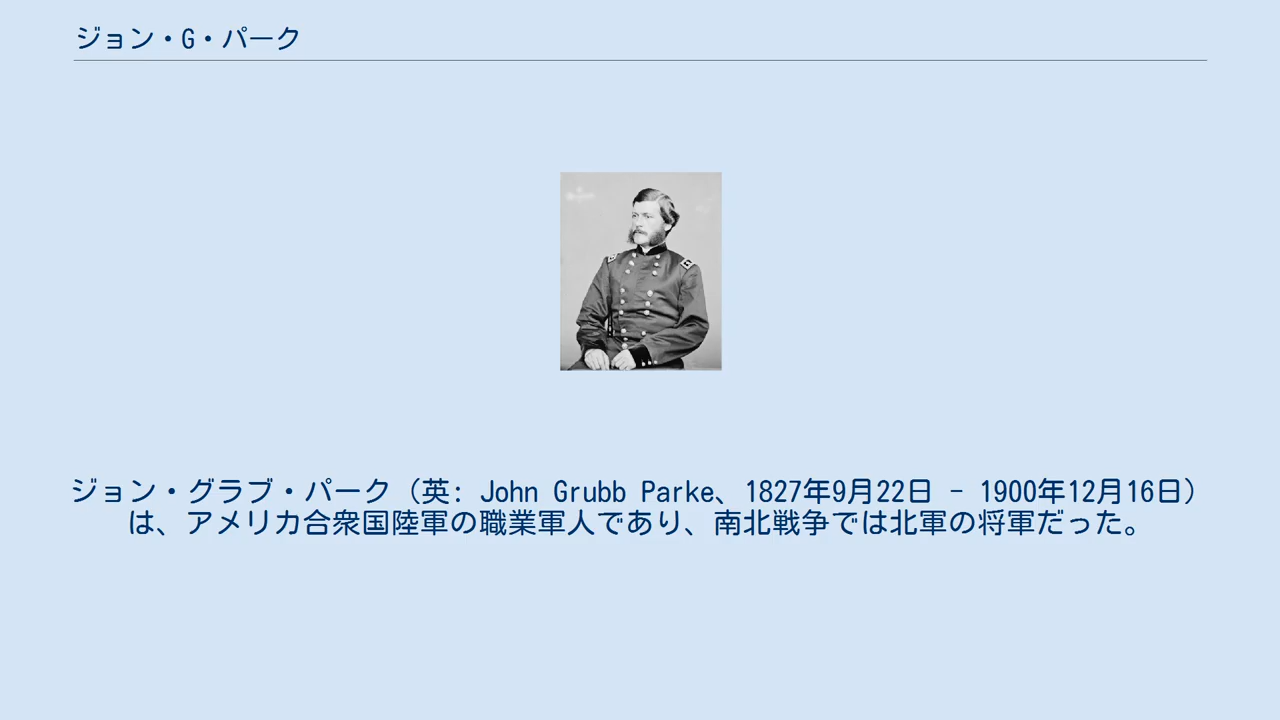 ジョン・G・パーク
ジョン・グラブ・パーク（英: John Grubb Parke、1827年9月22日 - 1900年12月16日）
は、アメリカ合衆国陸軍の職業軍人であり、南北戦争では北軍の将軍だった。